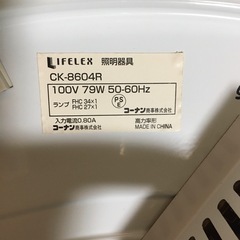 LIFELEX 照明器具
CK-8604R
100V 79W 50-60Hz
ランプ FHC 34×1
FHC 27×1
PSE
コーナン商事株式会社
入力電流0.80A 高力率形
コーナン商事株式会社 MADE IN CHINA